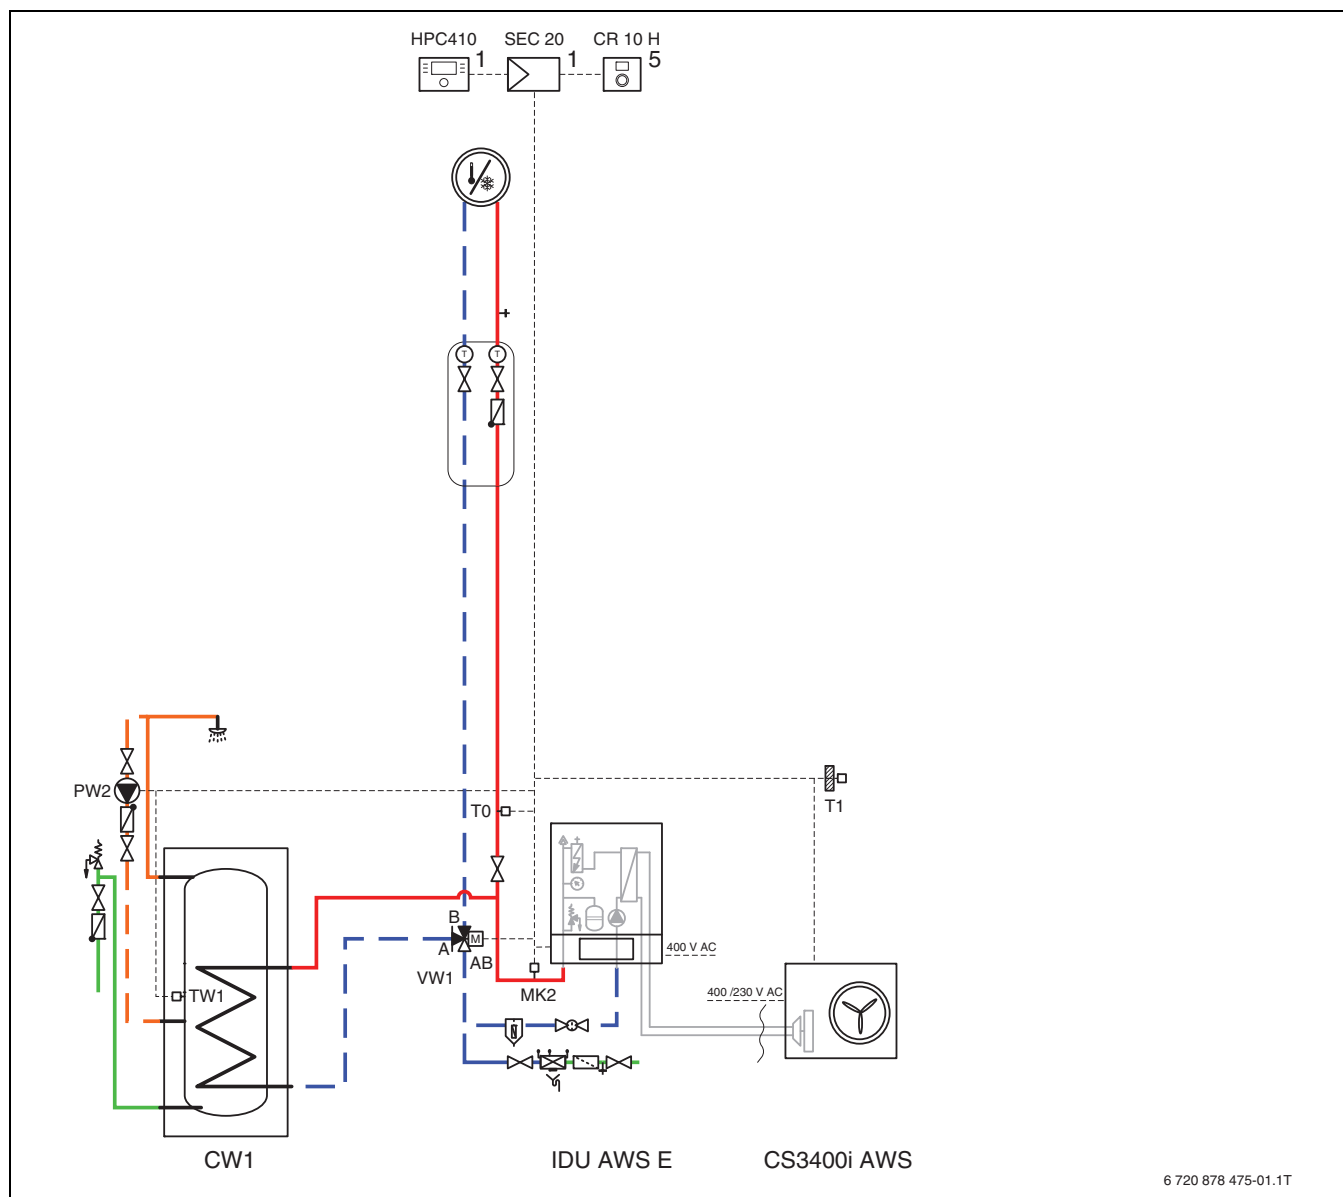 HPC410 SEC 20 CR 10 H
1 1 5
T T
PW2
T0
T1
B
A
M
AB
VW1
MK2
TW1
400 V AC
400 /230 V AC
CW1 IDU AWS E CS3400i AWS
6 720 878 475-01.1T